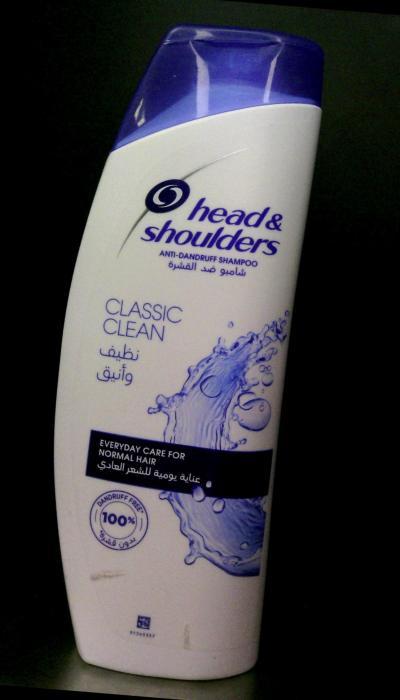 head &
shoulders
ANTI-DANDRUFF SHAMPOO
شامبو ضد القشرة
CLASSIC
CLEAN
نظيف
وأنيق
EVERYDAY CARE FOR
NORMAL HAIR
عناية يومية للشعر العادي
DANDRUFF FREE*
100%
بدون قشرة*